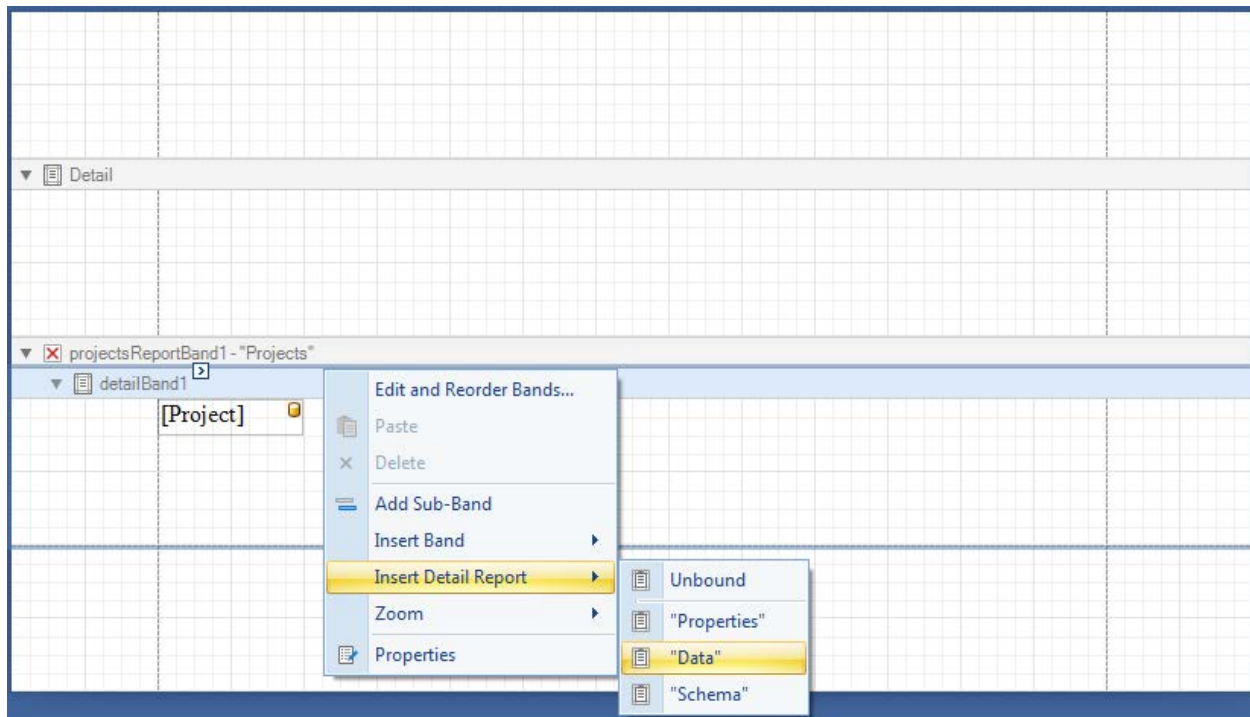 Detail
projectsReportBand1 - "Projects"
detailBand1
[Project]
Edit and Reorder Bands...
Paste
Delete
Add Sub-Band
Insert Band
Insert Detail Report
Zoom
Properties
Unbound
"Properties"
"Data"
"Schema"